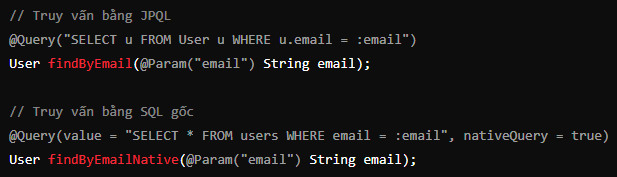 // Truy vấn bằng JPQL
@Query("SELECT u FROM User u WHERE u.email = :email")
User findByEmail(@Param("email") String email);
// Truy vấn bằng SQL gốc
@Query(value = "SELECT * FROM users WHERE email = :email", nativeQuery = true)
User findByEmailNative(@Param("email") String email);